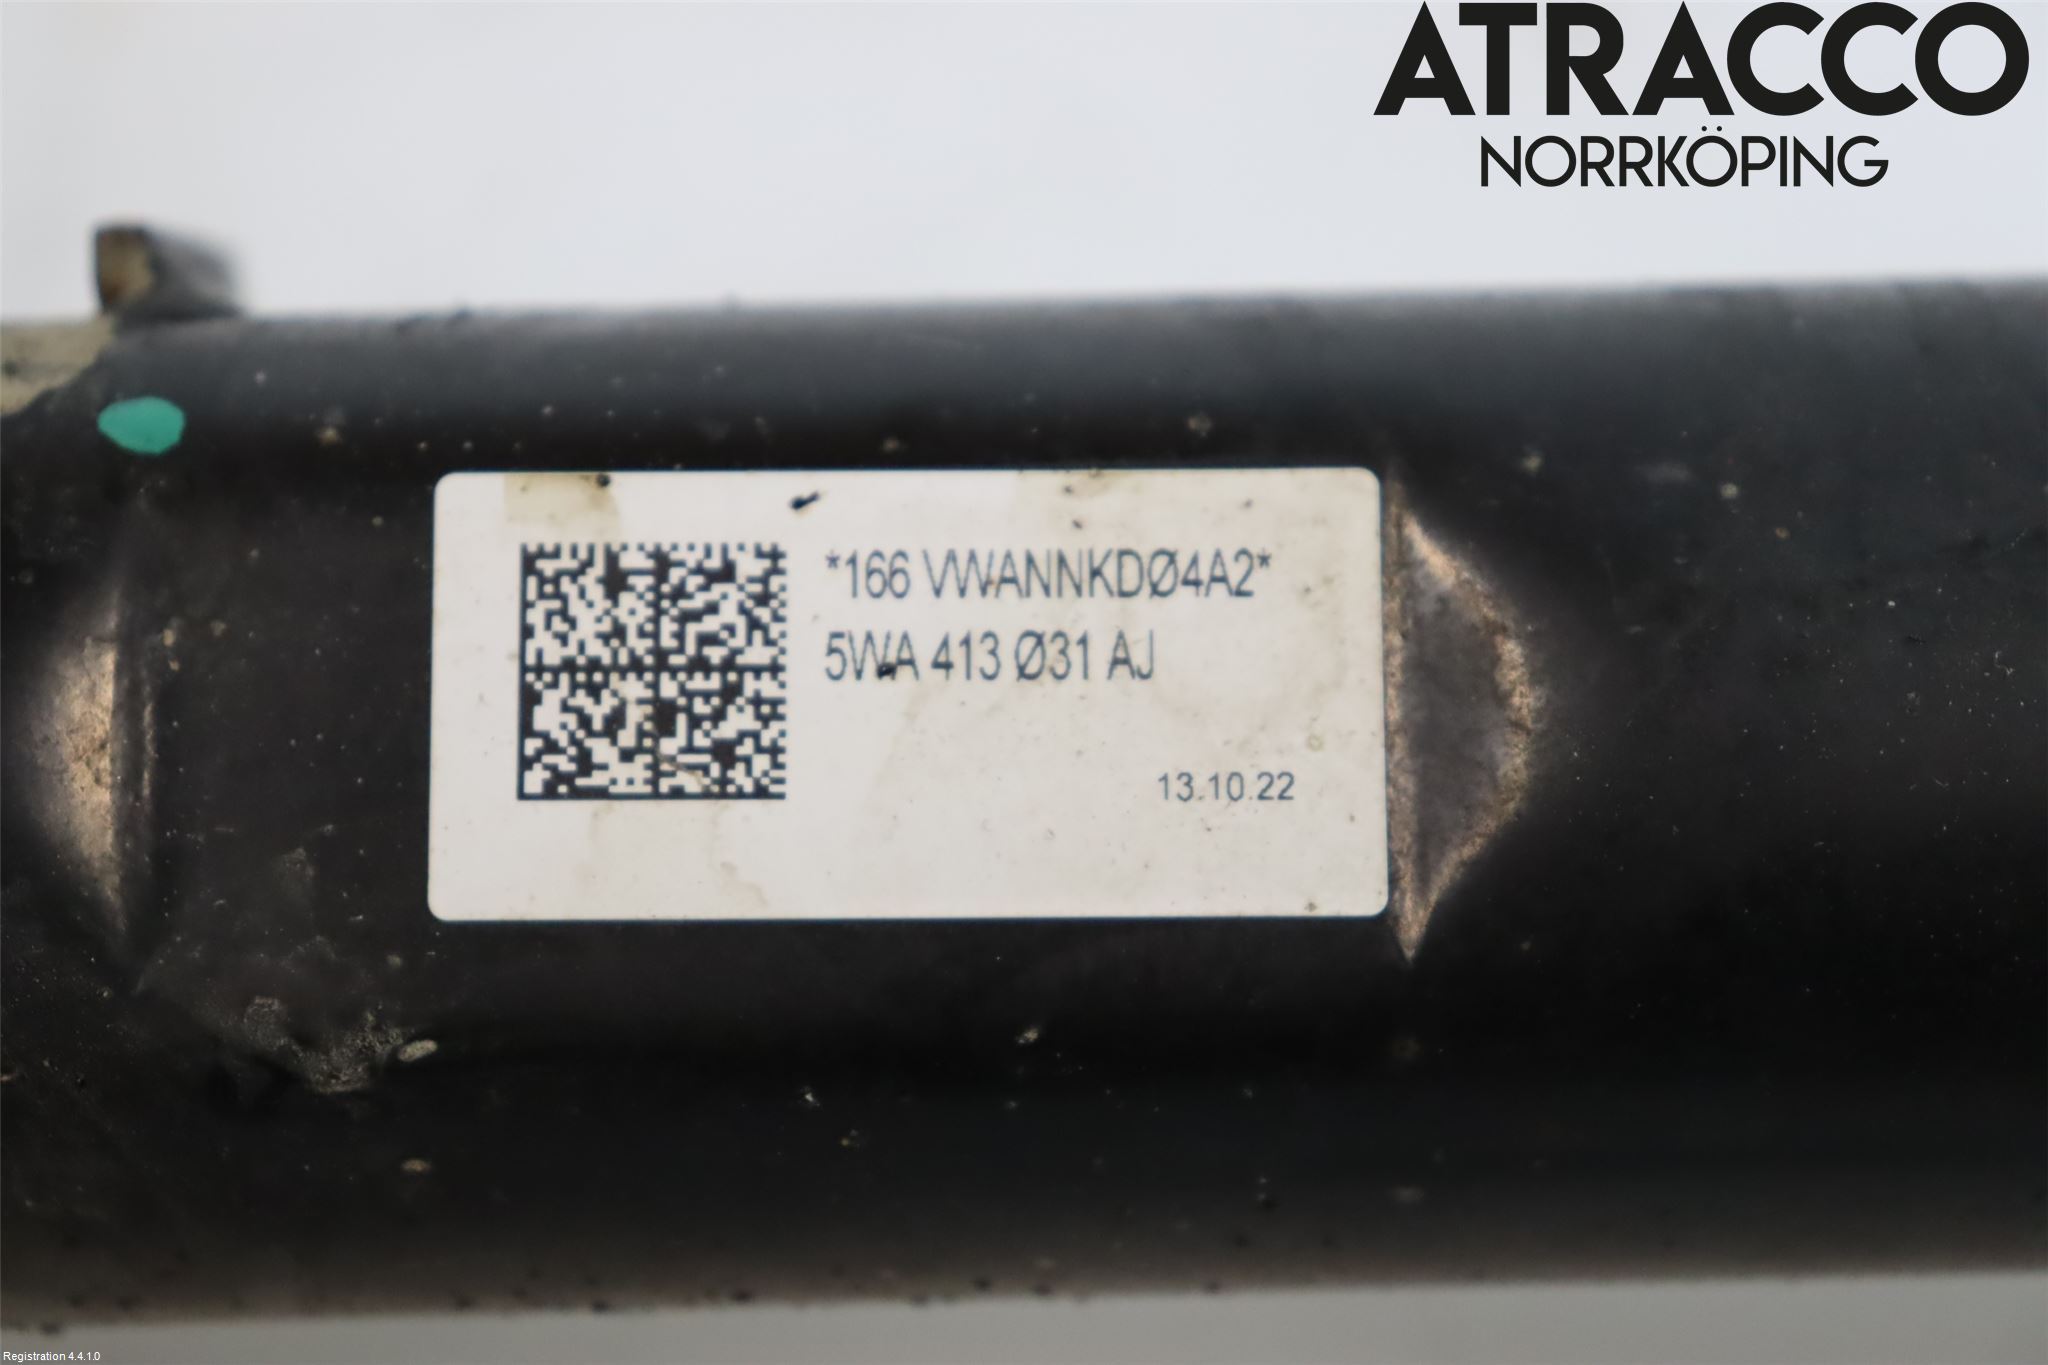 ATRACCO
NORRKÖPING
*166 VWANNKDØ4A2*
5WA 413 Ø31 AJ
13.10.22
Registration 4.4.1.0